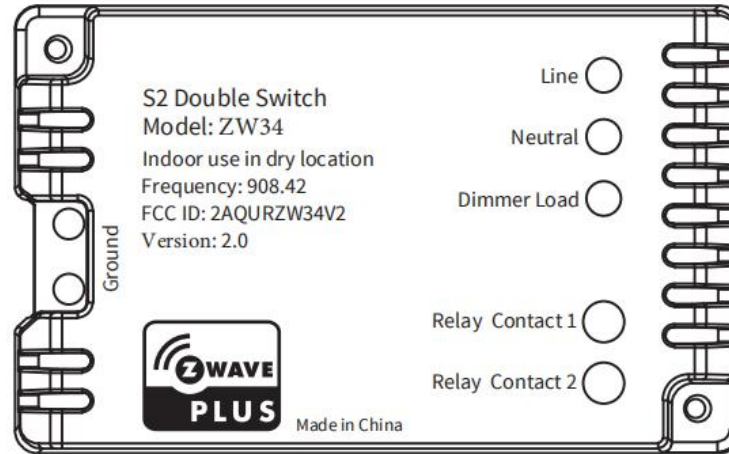 S2 Double Switch
Model: ZW34
Indoor use in dry location
Frequency: 908.42
FCC ID: 2AQURZW34V2
Version: 2.0
Ground
Z WAVE
PLUS
Made in China
Line
Neutral
Dimmer Load
Relay Contact 1
Relay Contact 2